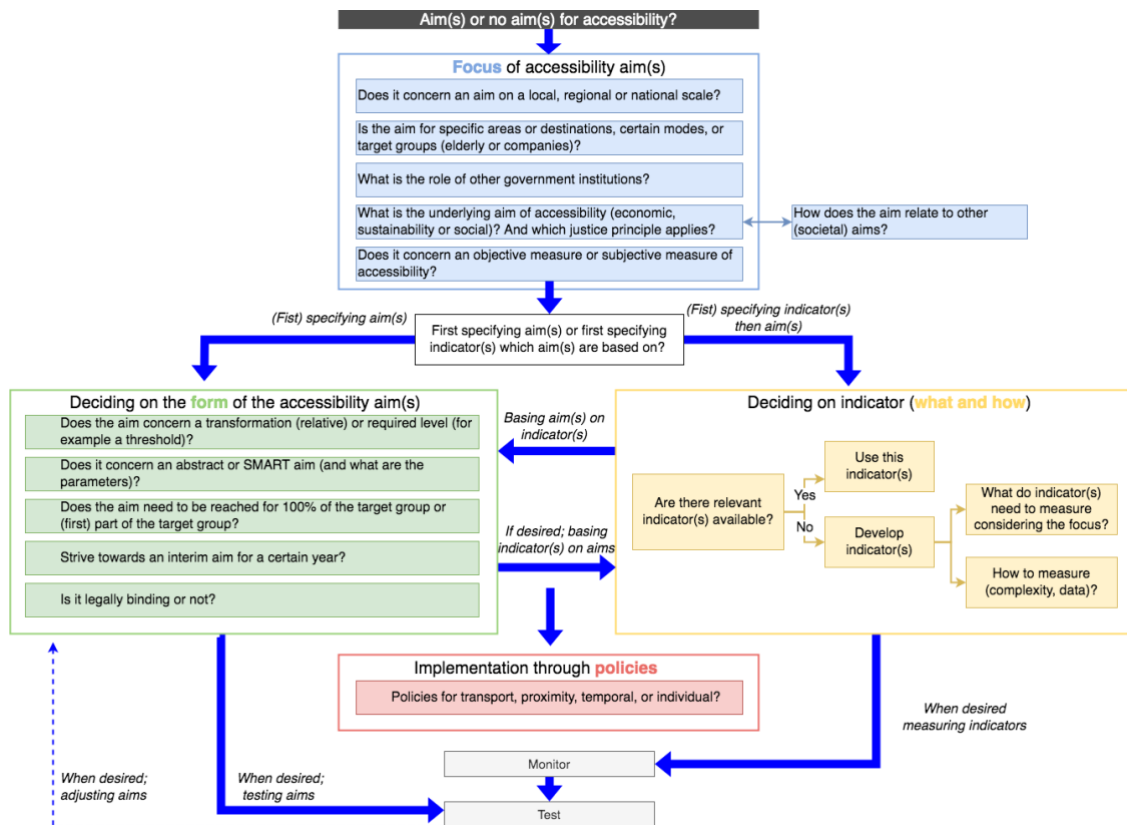 Aim(s) or no aim(s) for accessibility?
Focus of accessibility aim(s)
Does it concern an aim on a local, regional or national scale?
Is the aim for specific areas or destinations, certain modes, or
target groups (elderly or companies)?
What is the role of other government institutions?
What is the underlying aim of accessibility (economic,
sustainability or social)? And which justice principle applies?
How does the aim relate to other
(societal) aims?
Does it concern an objective measure or subjective measure of
accessibility?
(Fist) specifying aim(s)
First specifying aim(s) or first specifying
indicator(s) which aim(s) are based on?
(Fist) specifying indicator(s)
then aim(s)
Deciding on the form of the accessibility aim(s)
Does the aim concern a transformation (relative) or required level (for
example a threshold)?
Does it concern an abstract or SMART aim (and what are the
parameters)?
Does the aim need to be reached for 100% of the target group or
(first) part of the target group?
Strive towards an interim aim for a certain year?
Is it legally binding or not?
Basing aim(s) on
indicator(s)
If desired; basing
indicator(s) on aims
Deciding on indicator (what and how)
Are there relevant
indicator(s) available?
Yes
No
Use this
indicator(s)
Develop
indicator(s)
What do indicator(s)
need to measure
considering the focus?
How to measure
(complexity, data)?
Implementation through policies
Policies for transport, proximity, temporal, or individual?
When desired
measuring indicators
Monitor
Test
When desired;
adjusting aims
When desired;
testing aims